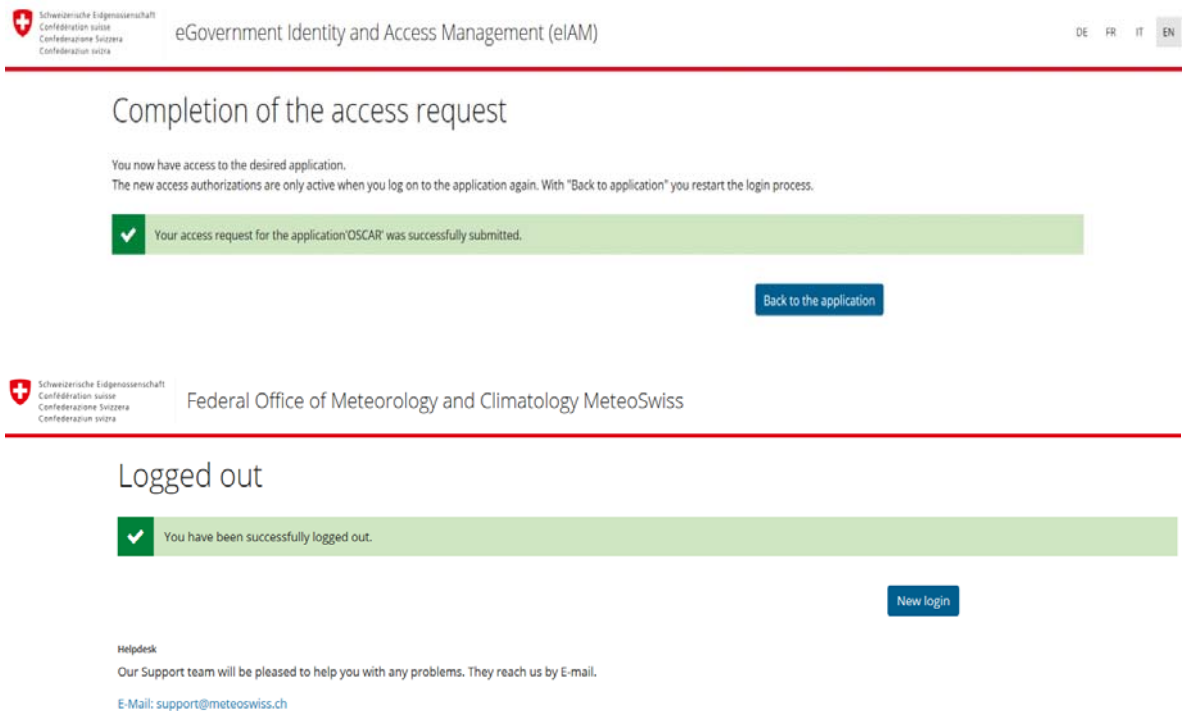 Schweizerische Eidgenossenschaft
Confédération suisse
Confederazione Svizzera
Confederaziun svizra
eGovernment Identity and Access Management (eIAM)
DE FR IT EN
Completion of the access request
You now have access to the desired application.
The new access authorizations are only active when you log on to the application again. With "Back to application" you restart the login process.
Your access request for the application'OSCAR' was successfully submitted.
Back to the application
Schweizerische Eidgenossenschaft
Confédération suisse
Confederazione Svizzera
Confederaziun svizra
Federal Office of Meteorology and Climatology MeteoSwiss
Logged out
You have been successfully logged out.
New login
Helpdesk
Our Support team will be pleased to help you with any problems. They reach us by E-mail.
E-Mail: support@meteoswiss.ch